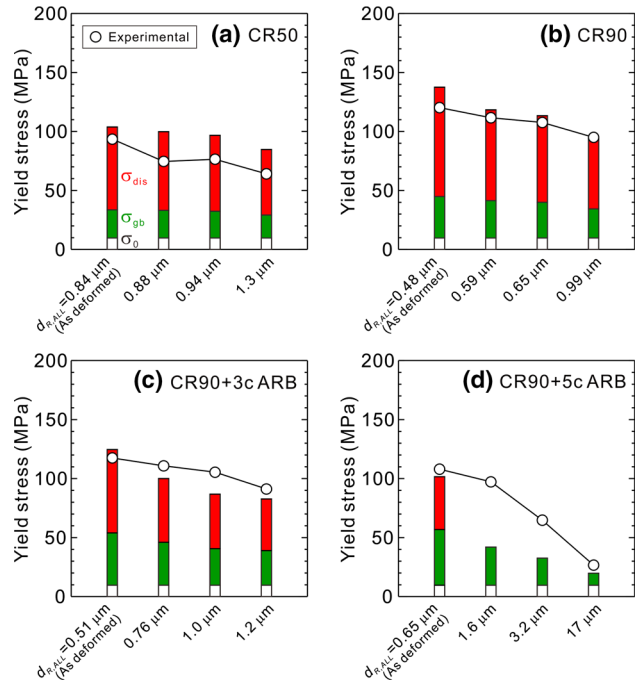 200
150
100
50
0
Yield stress (MPa)
Experimental
(a) CR50
σdis
σgb
σ0
dR,ALL=0.84 μm
(As deformed)
0.88 μm
0.94 μm
1.3 μm
200
150
100
50
0
Yield stress (MPa)
(b) CR90
dR,ALL=0.48 μm
(As deformed)
0.59 μm
0.65 μm
0.99 μm
200
150
100
50
0
Yield stress (MPa)
(c) CR90+3c ARB
dR,ALL=0.51 μm
(As deformed)
0.76 μm
1.0 μm
1.2 μm
200
150
100
50
0
Yield stress (MPa)
(d) CR90+5c ARB
dR,ALL=0.65 μm
(As deformed)
1.6 μm
3.2 μm
17 μm